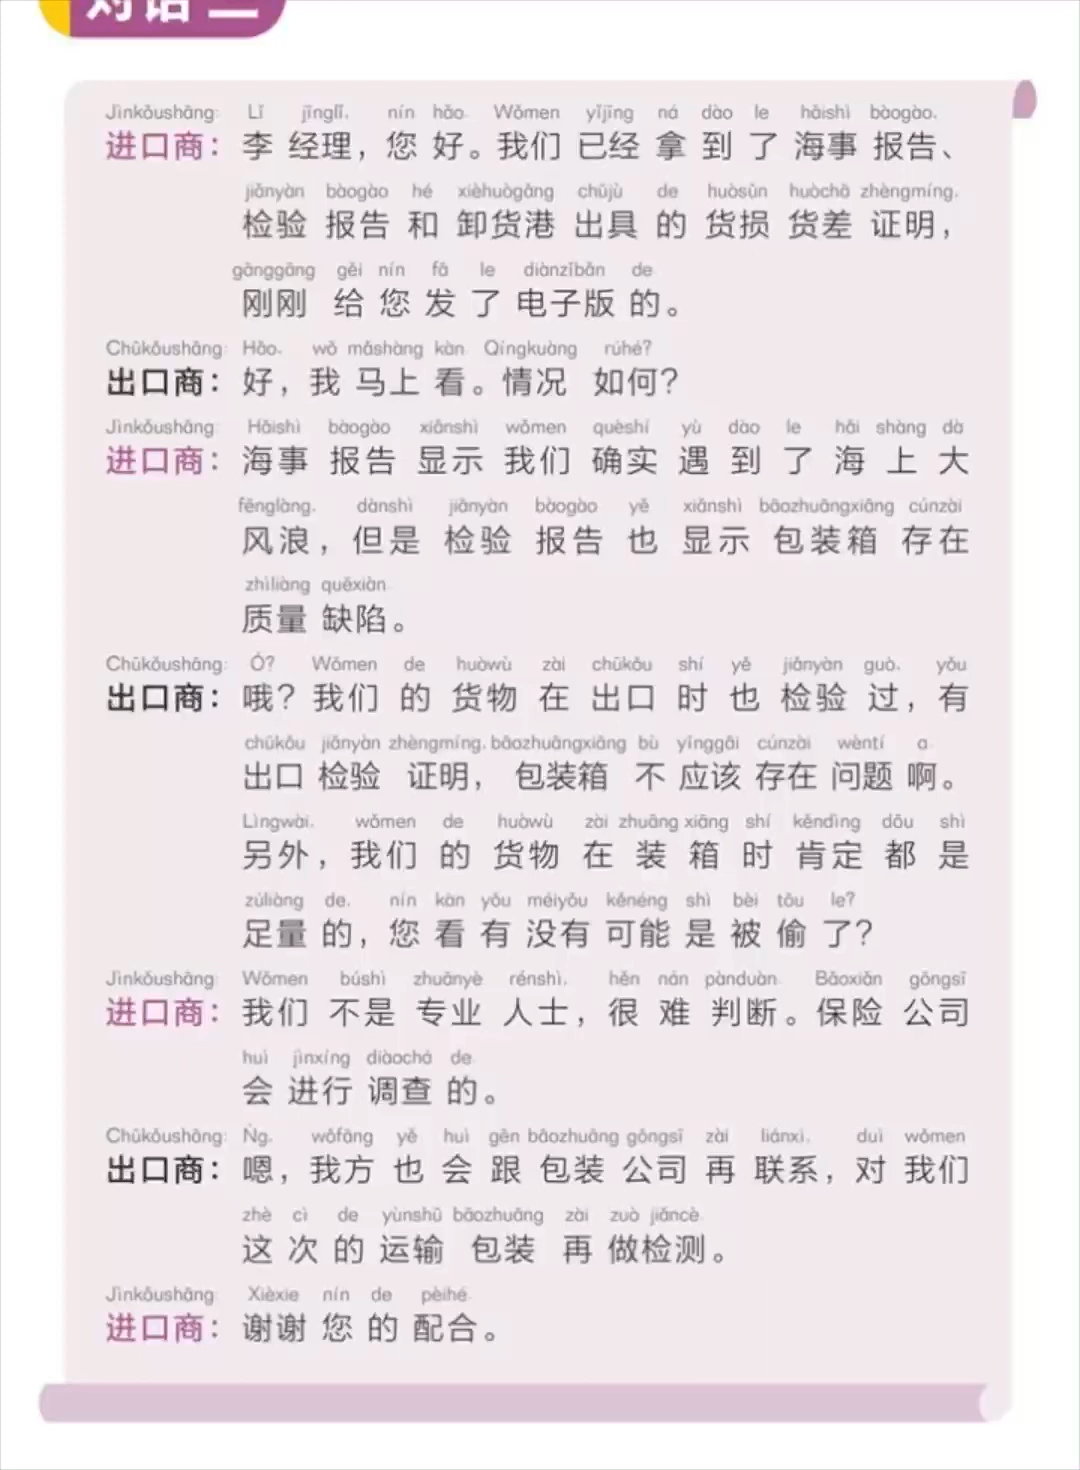 对话二
Jìnkǒushāng: Lǐ jīnglǐ, nín hǎo. Wǒmen yǐjīng ná dào le hǎishì bàogào、
进口商：李 经理，您 好。我们 已经 拿 到 了 海事 报告、
jiǎnyàn bàogào hé xièhuògǎng chūjù de huòsǔn huòchā zhèngmíng,
检验 报告 和 卸货港 出具 的 货损 货差 证明，
gānggāng gěi nín fā le diànzǐbǎn de
刚刚 给 您 发 了 电子版 的。
Chūkǒushāng: Hǎo, wǒ mǎshàng kàn. Qíngkuàng rúhé?
出口商：好，我 马上 看。情况 如何？
Jìnkǒushāng: Hǎishì bàogào xiǎnshì wǒmen quèshí yù dào le hǎi shàng dà
进口商：海事 报告 显示 我们 确实 遇 到 了 海 上 大
fēnglàng, dànshì jiǎnyàn bàogào yě xiǎnshì bāozhuāngxiāng cúnzài
风浪，但是 检验 报告 也 显示 包装箱 存在
zhìliàng quēxiàn.
质量 缺陷。
Chūkǒushāng: Ó? Wǒmen de huòwù zài chūkǒu shí yě jiǎnyàn guò, yǒu
出口商：哦？我们 的 货物 在 出口 时 也 检验 过，有
chūkǒu jiǎnyàn zhèngmíng, bāozhuāngxiāng bù yīnggāi cúnzài wèntí a.
出口 检验 证明，包装箱 不 应该 存在 问题 啊。
Lìngwài, wǒmen de huòwù zài zhuāng xiāng shí kěndìng dōu shì
另外，我们 的 货物 在 装 箱 时 肯定 都 是
zúliàng de, nín kàn yǒu méiyǒu kěnéng shì bèi tōu le?
足量 的，您 看 有 没有 可能 是 被 偷 了？
Jìnkǒushāng: Wǒmen búshì zhuānyè rénshì, hěn nán pànduàn. Bǎoxiǎn gōngsī
进口商：我们 不是 专业 人士，很 难 判断。保险 公司
huì jìnxíng diàochá de
会 进行 调查 的。
Chūkǒushāng: Ǹg, wǒfāng yě huì gēn bāozhuāng gōngsī zài liánxì, duì wǒmen
出口商：嗯，我方 也 会 跟 包装 公司 再 联系，对 我们
zhè cì de yùnshū bāozhuāng zài zuò jiǎncè.
这 次 的 运输 包装 再 做检测。
Jìnkǒushāng: Xièxie nín de pèihé.
进口商：谢谢 您 的 配合。